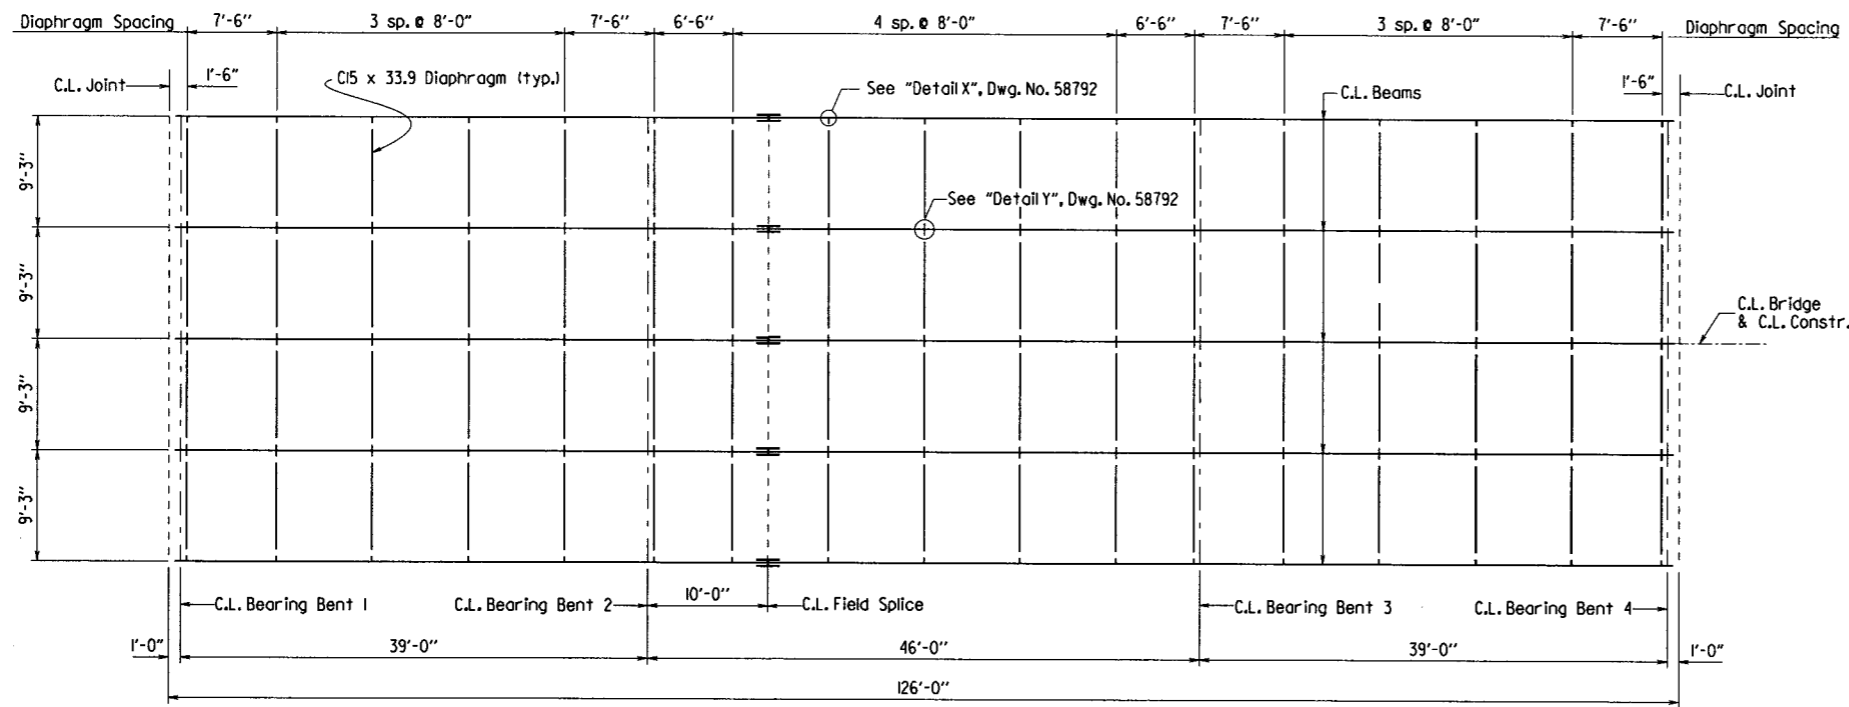 Diaphragm Spacing 7'-6" 3 sp. @ 8'-0" 7'-6" 6'-6" 4 sp. @ 8'-0" 6'-6" 7'-6" 3 sp. @ 8'-0" 7'-6" Diaphragm Spacing
C.L. Joint 1'-6" C15 x 33.9 Diaphragm (typ.) See "Detail X", Dwg. No. 58792 C.L. Beams 1'-6" C.L. Joint
9'-3"
See "Detail Y", Dwg. No. 58792
9'-3"
C.L. Bridge
& C.L. Constr.
9'-3"
9'-3"
C.L. Bearing Bent 1 C.L. Bearing Bent 2 10'-0" C.L. Field Splice C.L. Bearing Bent 3 C.L. Bearing Bent 4
1'-0" 39'-0" 46'-0" 39'-0" 1'-0"
126'-0"